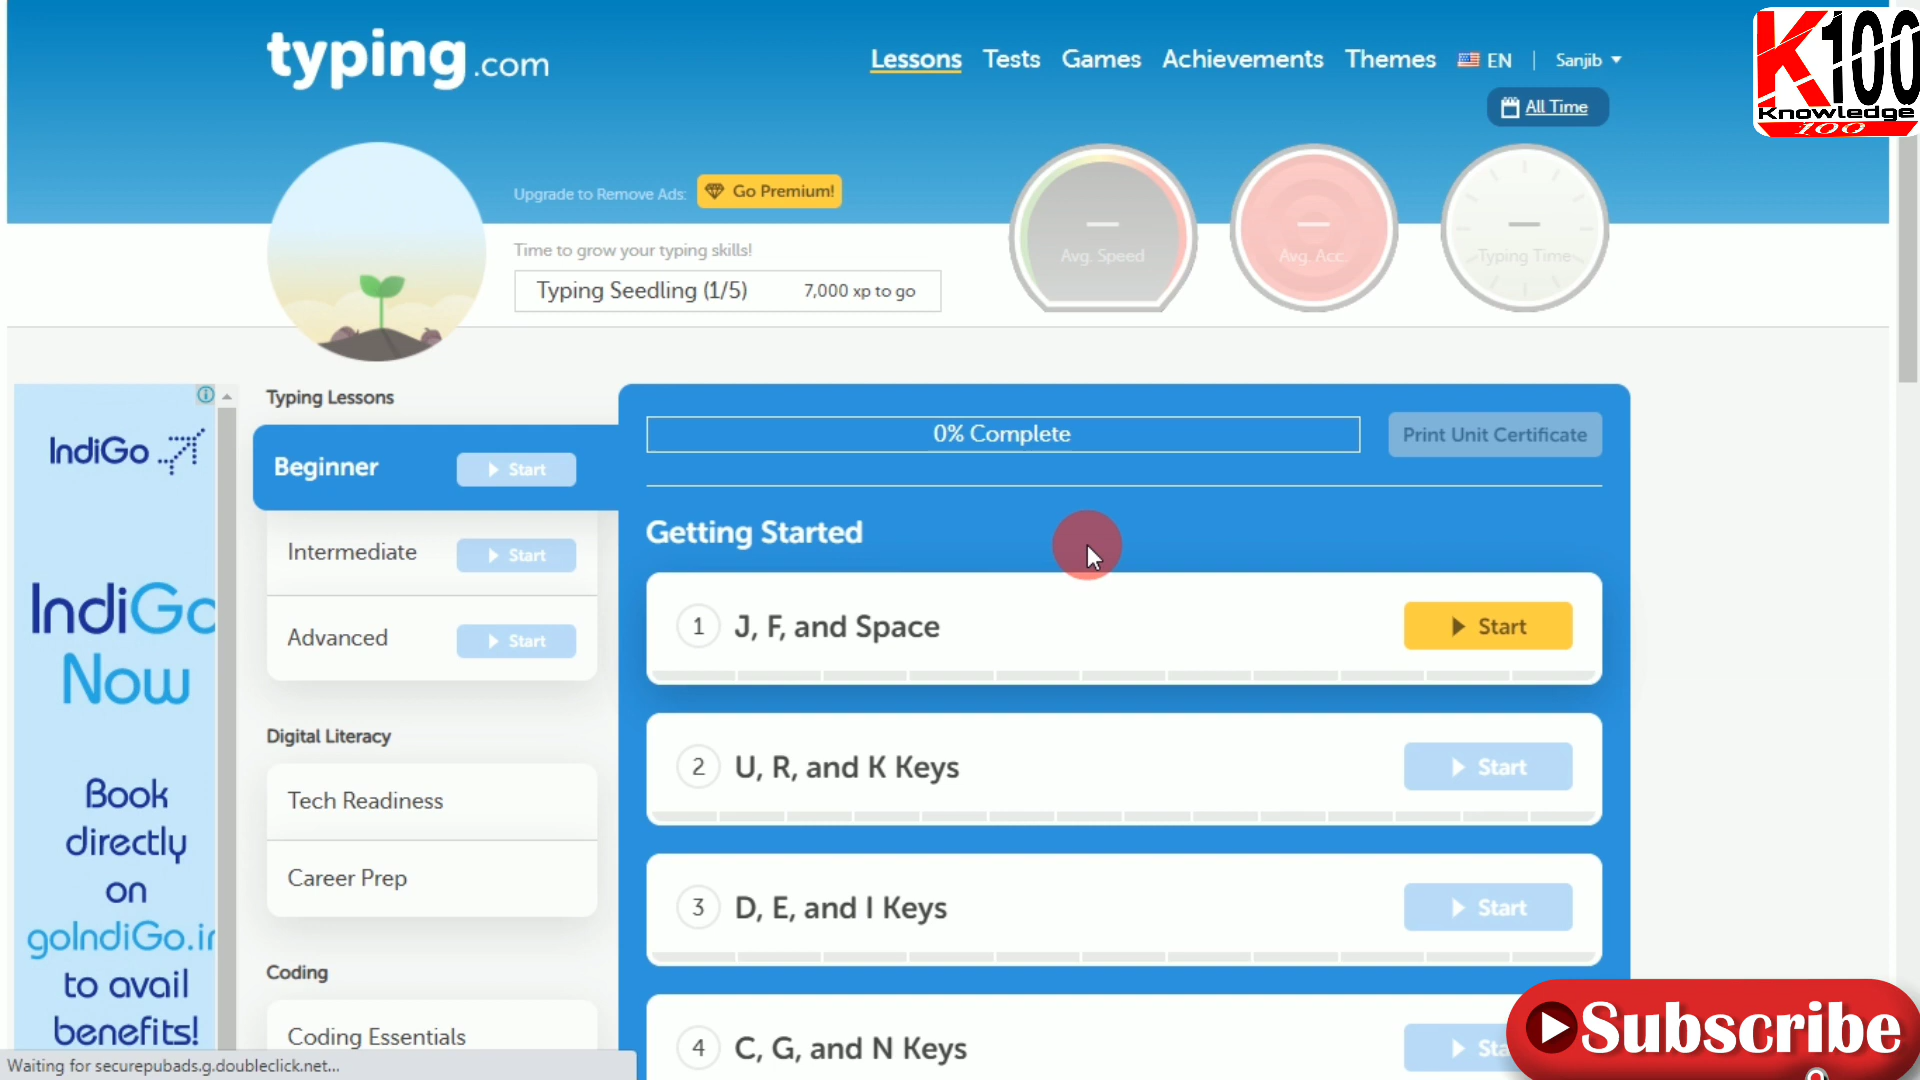 typing.com
Lessons Tests Games Achievements Themes EN Sanjib
All Time
K100
Knowledge
100
Upgrade to Remove Ads: Go Premium!
Time to grow your typing skills!
Typing Seedling (1/5) 7,000 xp to go
Avg. Speed
Avg. Acc.
Typing Time
IndiGo
IndiGo
Now
Book
directly
on
goIndiGo.in
to avail
benefits!
Typing Lessons
Beginner Start
Intermediate Start
Advanced Start
Digital Literacy
Tech Readiness
Career Prep
Coding
Coding Essentials
0% Complete Print Unit Certificate
Getting Started
1 J, F, and Space Start
2 U, R, and K Keys Start
3 D, E, and I Keys Start
4 C, G, and N Keys Sta
Subscribe
Waiting for securepubads.g.doubleclick.net...